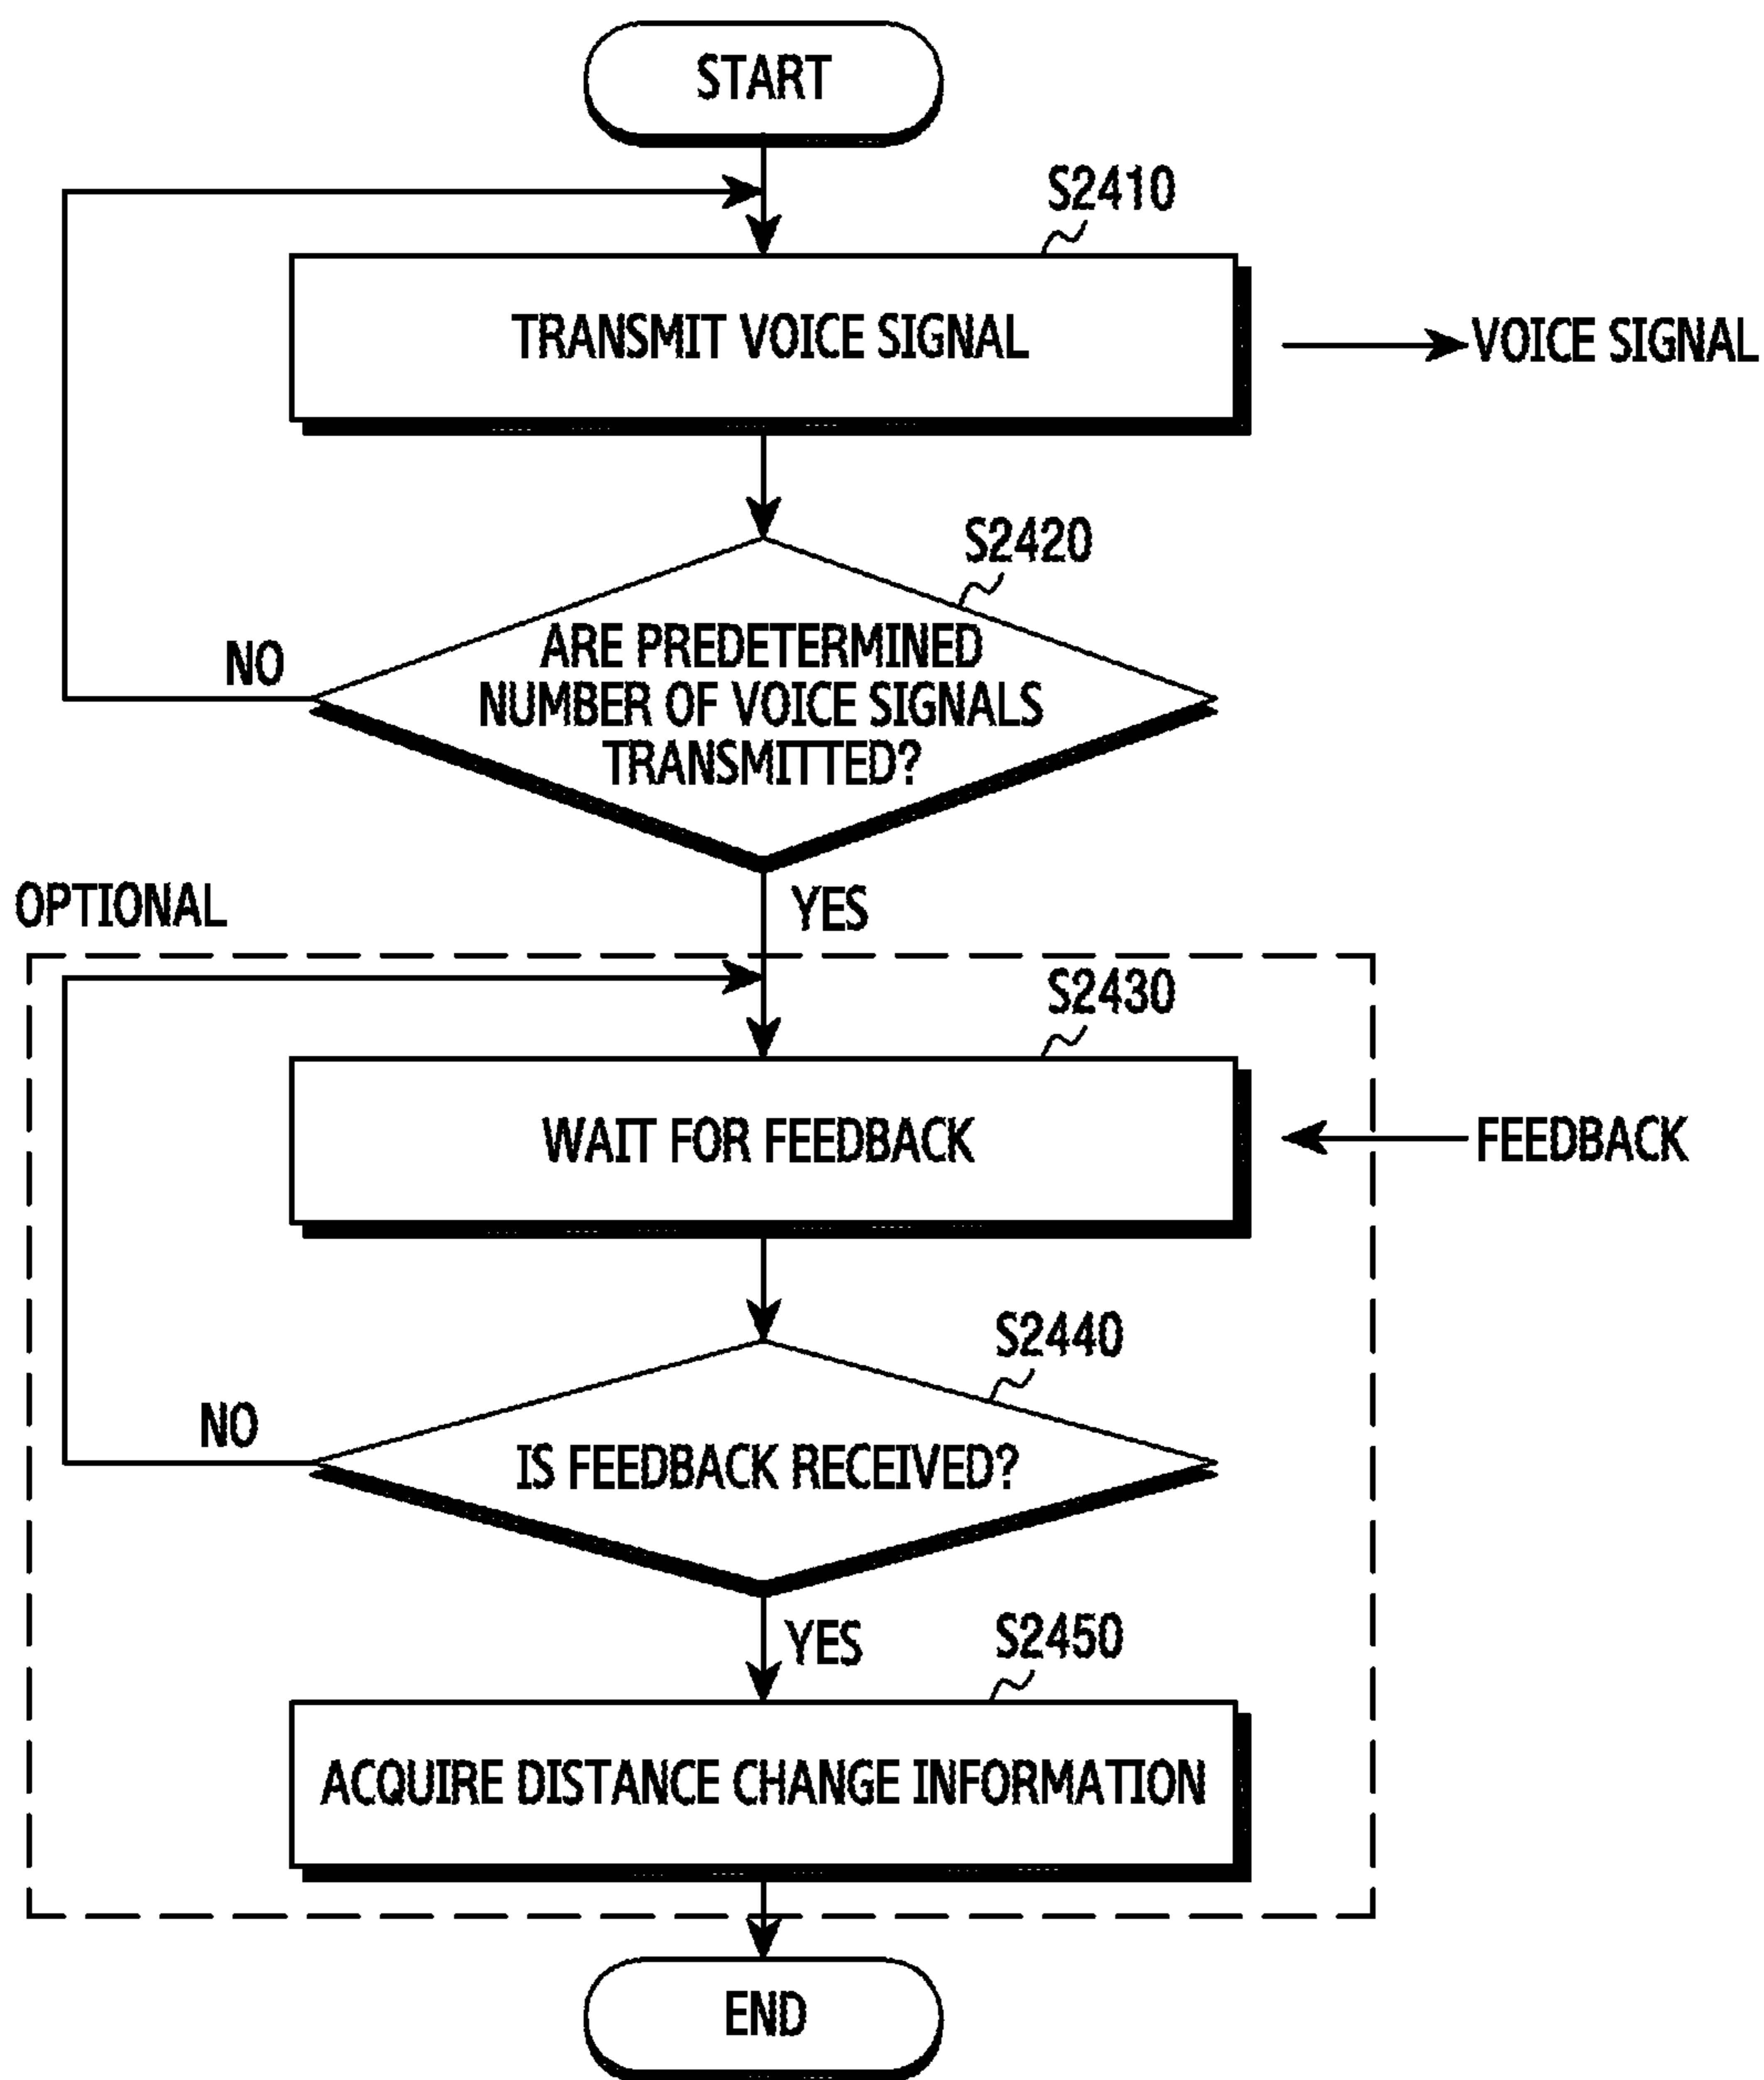 START
S2410
TRANSMIT VOICE SIGNAL
VOICE SIGNAL
S2420
ARE PREDETERMINED
NUMBER OF VOICE SIGNALS
TRANSMITTED?
NO
YES
OPTIONAL
S2430
WAIT FOR FEEDBACK
FEEDBACK
S2440
IS FEEDBACK RECEIVED?
NO
YES
S2450
ACQUIRE DISTANCE CHANGE INFORMATION
END